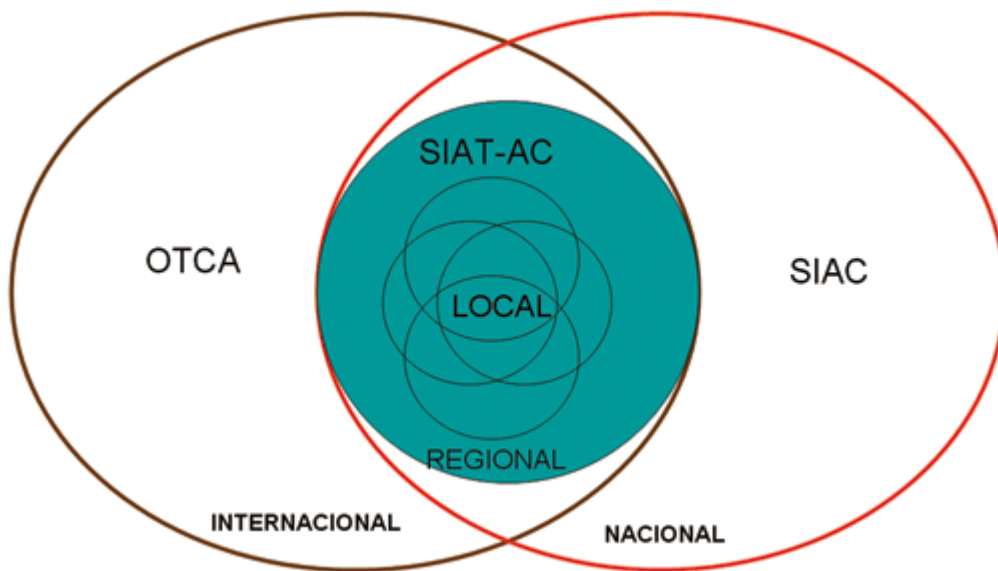 SIAT-AC
OTCA
SIAC
LOCAL
REGIONAL
INTERNACIONAL
NACIONAL